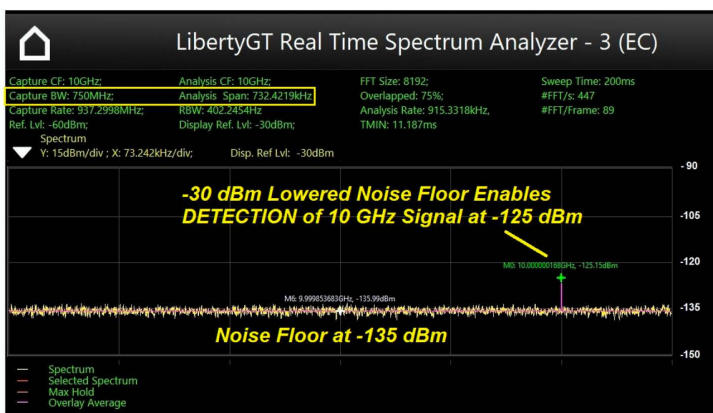 LibertyGT Real Time Spectrum Analyzer - 3 (EC)
Capture CF: 10GHz; Analysis CF: 10GHz; FFT Size: 8192; Sweep Time: 200ms
Capture BW: 750MHz; Analysis Span: 732.4219kHz Overlapped: 75%; #FFT/s: 447
Capture Rate: 937.2998MHz; RBW: 402.2454Hz Analysis Rate: 915.3318kHz, #FFT/Frame: 89
Ref. Lvl: -60dBm; Display Ref. Lvl: -30dBm; TMIN: 11.187ms
Spectrum
Y: 15dBm/div ; X: 73.242kHz/div; Disp. Ref Lvl: -30dBm
-90
-30 dBm Lowered Noise Floor Enables
DETECTION of 10 GHz Signal at -125 dBm
-105
-120
M0: 10.000000168GHz, -125.15dBm
M6: 9.999853683GHz, -135.99dBm
-135
Noise Floor at -135 dBm
-150
Spectrum
Selected Spectrum
Max Hold
Overlay Average